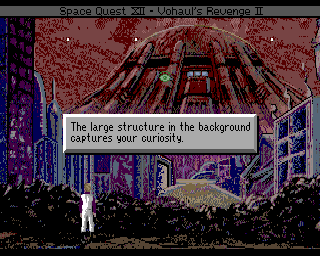 Space Quest XII - Vohaul's Revenge II
The large structure in the background
captures your curiosity.